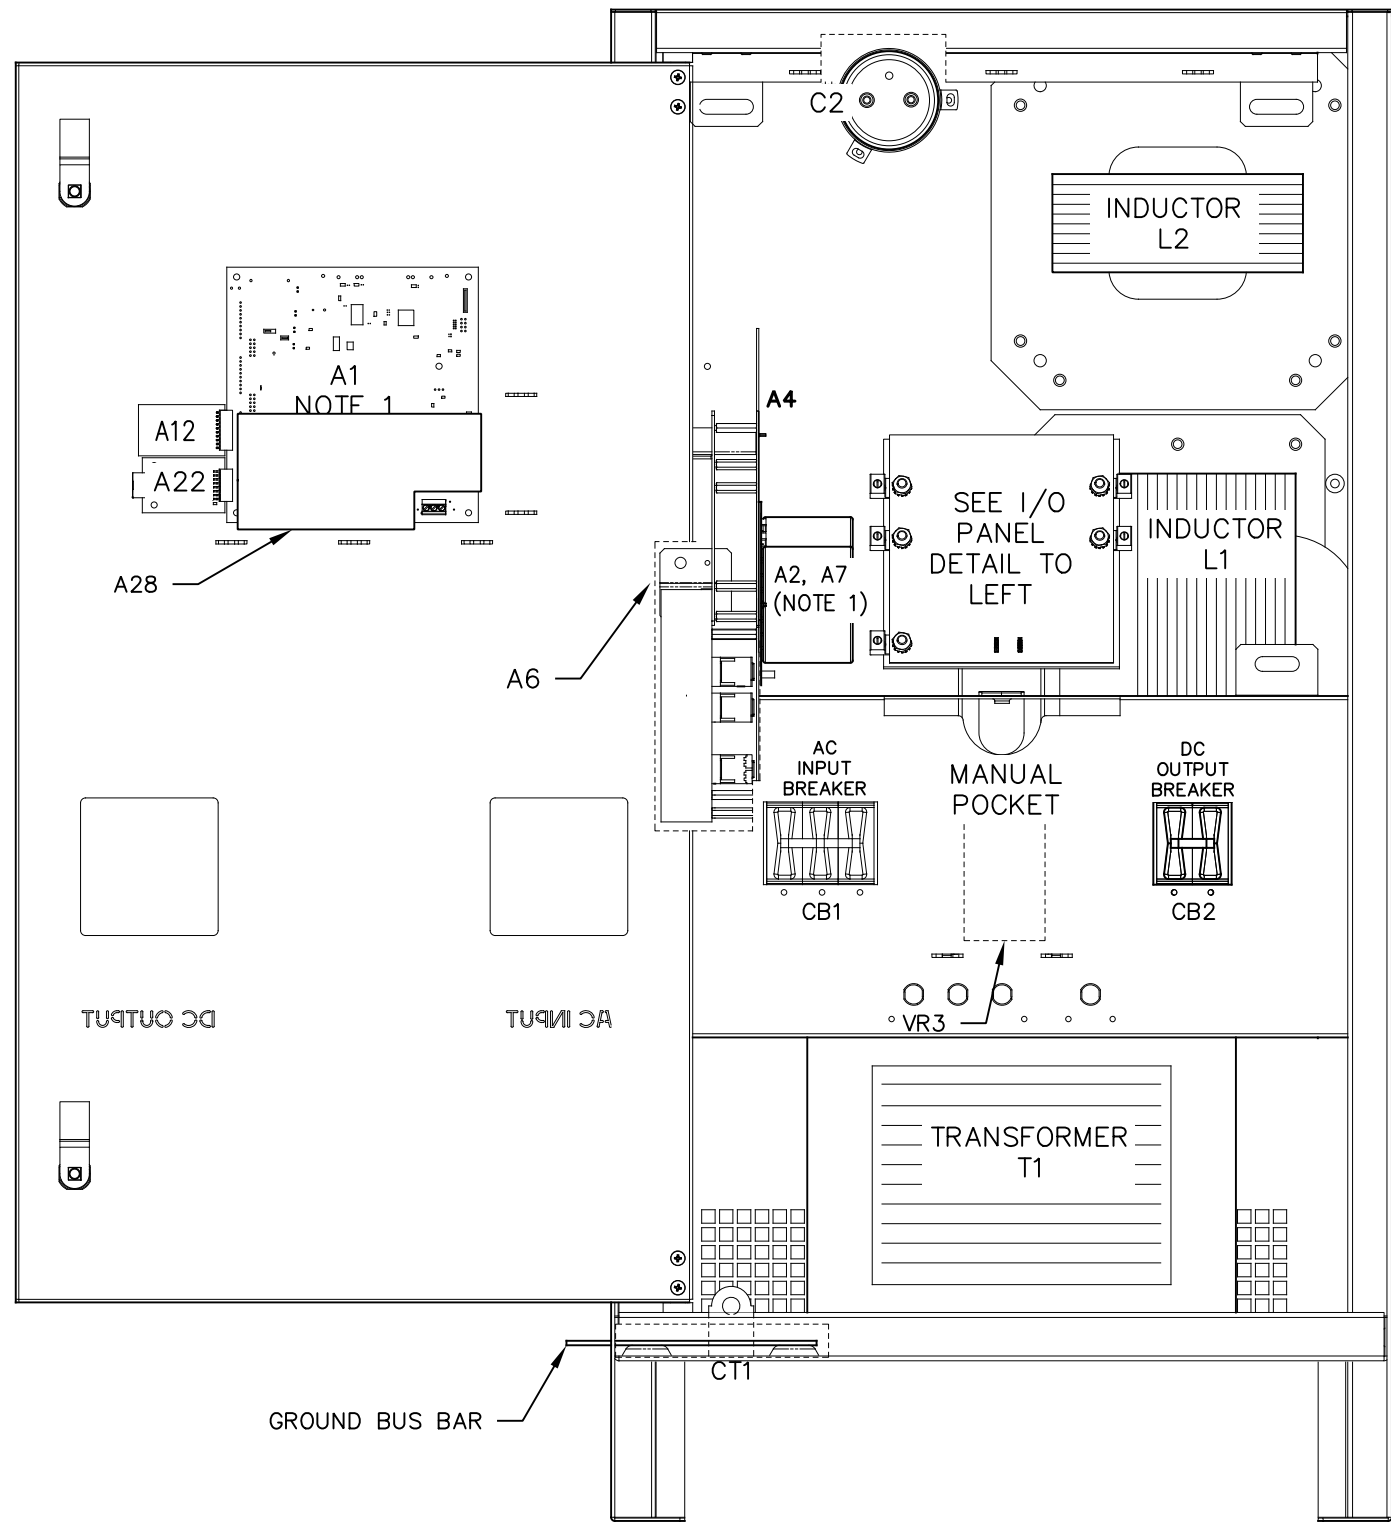 C2
INDUCTOR
L2
A1
NOTE 1
A4
A12
A22
SEE I/O
PANEL
DETAIL TO
LEFT
INDUCTOR
L1
A28
A2, A7
(NOTE 1)
A6
AC
INPUT
BREAKER
MANUAL
POCKET
DC
OUTPUT
BREAKER
CB1
CB2
DC OUTPUT
AC INPUT
VR3
TRANSFORMER
T1
CT1
GROUND BUS BAR